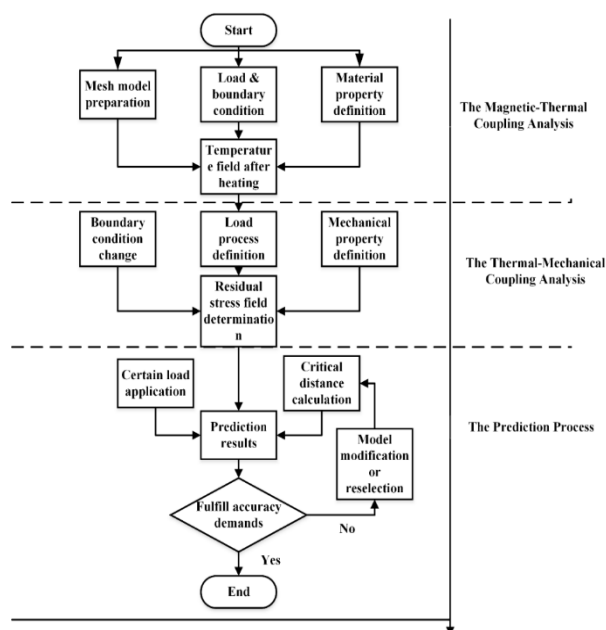 Start
Mesh model
preparation
Load &
boundary
condition
Material
property
definition
The Magnetic-Thermal
Coupling Analysis
Temperatur
e field after
heating
Boundary
condition
change
Load
process
definition
Mechanical
property
definition
The Thermal-Mechanical
Coupling Analysis
Residual
stress field
determinatio
n
Certain load
application
Critical
distance
calculation
Prediction
results
The Prediction Process
Model
modification
or
reselection
Fulfill accuracy
demands
No
Yes
End